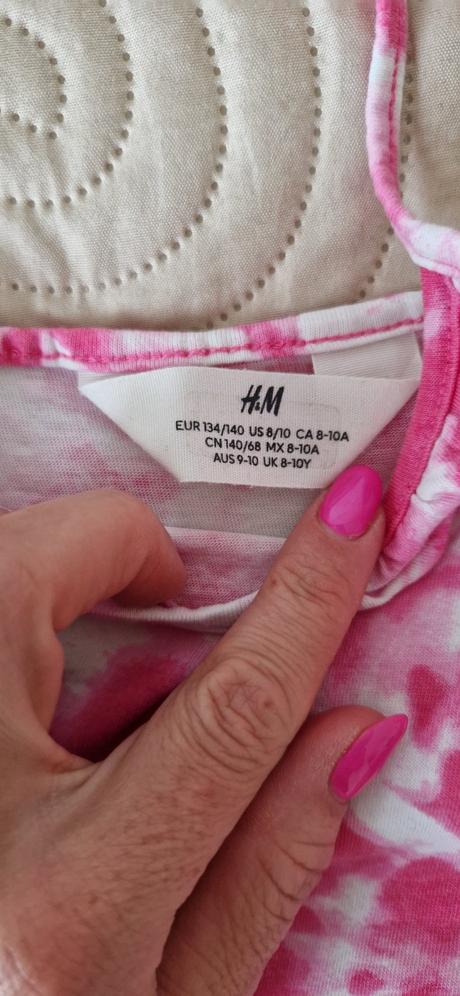 H&M
EUR 134/140 US 8/10 CA 8-10A
CN 140/68 MX 8-10A
AUS 9-10 UK 8-10Y